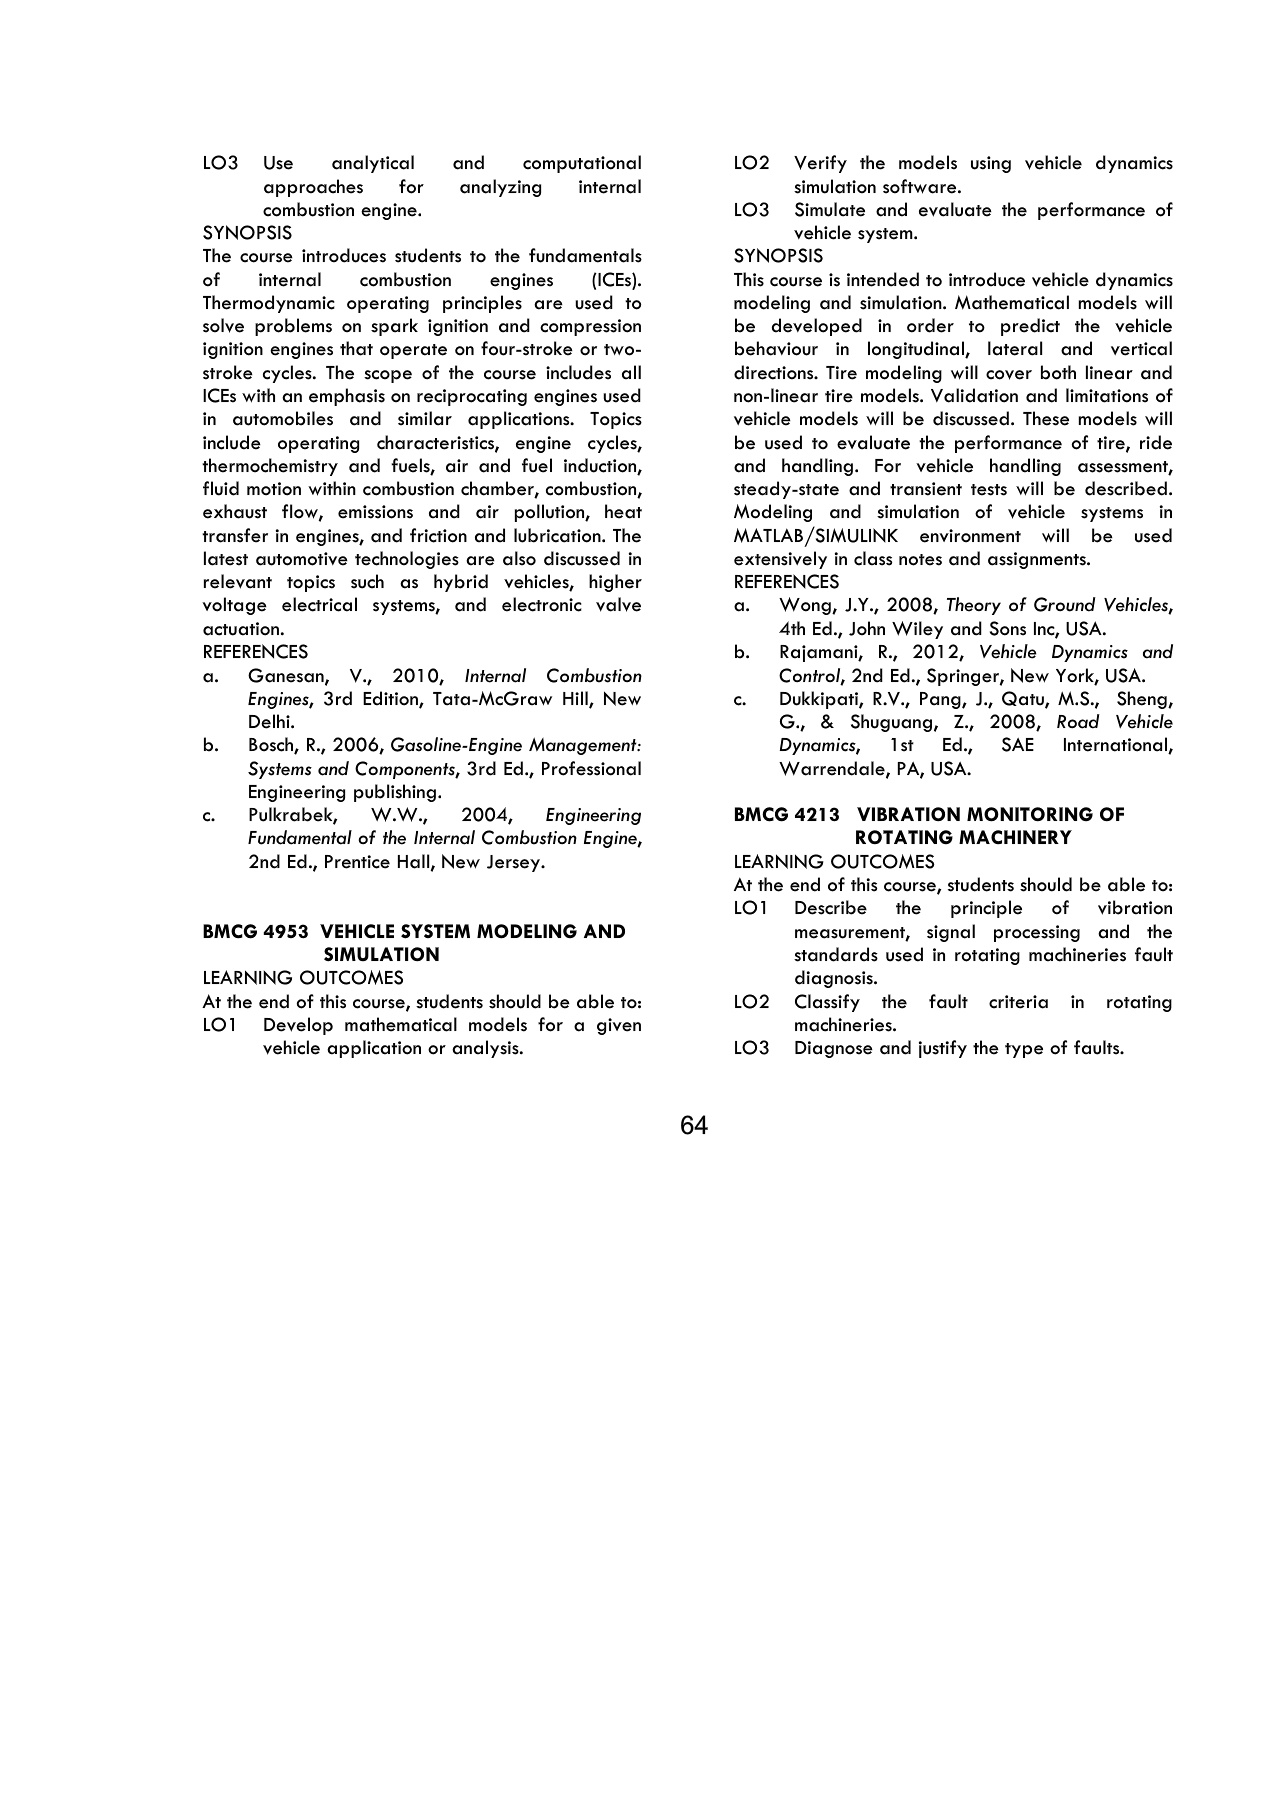 LO3 Use analytical and computational
approaches for analyzing internal
combustion engine.
SYNOPSIS
The course introduces students to the fundamentals
of internal combustion engines (ICEs).
Thermodynamic operating principles are used to
solve problems on spark ignition and compression
ignition engines that operate on four-stroke or two-
stroke cycles. The scope of the course includes all
ICEs with an emphasis on reciprocating engines used
in automobiles and similar applications. Topics
include operating characteristics, engine cycles,
thermochemistry and fuels, air and fuel induction,
fluid motion within combustion chamber, combustion,
exhaust flow, emissions and air pollution, heat
transfer in engines, and friction and lubrication. The
latest automotive technologies are also discussed in
relevant topics such as hybrid vehicles, higher
voltage electrical systems, and electronic valve
actuation.
REFERENCES
a. Ganesan, V., 2010, Internal Combustion
Engines, 3rd Edition, Tata-McGraw Hill, New
Delhi.
b. Bosch, R., 2006, Gasoline-Engine Management:
Systems and Components, 3rd Ed., Professional
Engineering publishing.
c. Pulkrabek, W.W., 2004, Engineering
Fundamental of the Internal Combustion Engine,
2nd Ed., Prentice Hall, New Jersey.
BMCG 4953 VEHICLE SYSTEM MODELING AND
SIMULATION
LEARNING OUTCOMES
At the end of this course, students should be able to:
LO1 Develop mathematical models for a given
vehicle application or analysis.
LO2 Verify the models using vehicle dynamics
simulation software.
LO3 Simulate and evaluate the performance of
vehicle system.
SYNOPSIS
This course is intended to introduce vehicle dynamics
modeling and simulation. Mathematical models will
be developed in order to predict the vehicle
behaviour in longitudinal, lateral and vertical
directions. Tire modeling will cover both linear and
non-linear tire models. Validation and limitations of
vehicle models will be discussed. These models will
be used to evaluate the performance of tire, ride
and handling. For vehicle handling assessment,
steady-state and transient tests will be described.
Modeling and simulation of vehicle systems in
MATLAB/SIMULINK environment will be used
extensively in class notes and assignments.
REFERENCES
a. Wong, J.Y., 2008, Theory of Ground Vehicles,
4th Ed., John Wiley and Sons Inc, USA.
b. Rajamani, R., 2012, Vehicle Dynamics and
Control, 2nd Ed., Springer, New York, USA.
c. Dukkipati, R.V., Pang, J., Qatu, M.S., Sheng,
G., & Shuguang, Z., 2008, Road Vehicle
Dynamics, 1st Ed., SAE International,
Warrendale, PA, USA.
BMCG 4213 VIBRATION MONITORING OF
ROTATING MACHINERY
LEARNING OUTCOMES
At the end of this course, students should be able to:
LO1 Describe the principle of vibration
measurement, signal processing and the
standards used in rotating machineries fault
diagnosis.
LO2 Classify the fault criteria in rotating
machineries.
LO3 Diagnose and justify the type of faults.
64